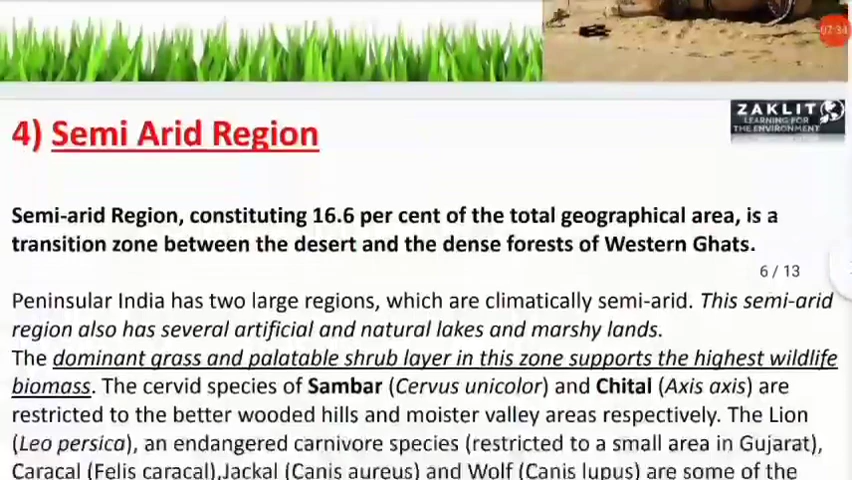 07:34
4) Semi Arid Region
ZAKLIT
LEARNING FOR
THE ENVIRONMENT
Semi-arid Region, constituting 16.6 per cent of the total geographical area, is a
transition zone between the desert and the dense forests of Western Ghats.
6 / 13
Peninsular India has two large regions, which are climatically semi-arid. This semi-arid
region also has several artificial and natural lakes and marshy lands.
The dominant grass and palatable shrub layer in this zone supports the highest wildlife
biomass. The cervid species of Sambar (Cervus unicolor) and Chital (Axis axis) are
restricted to the better wooded hills and moister valley areas respectively. The Lion
(Leo persica), an endangered carnivore species (restricted to a small area in Gujarat),
Caracal (Felis caracal),Jackal (Canis aureus) and Wolf (Canis lupus) are some of the